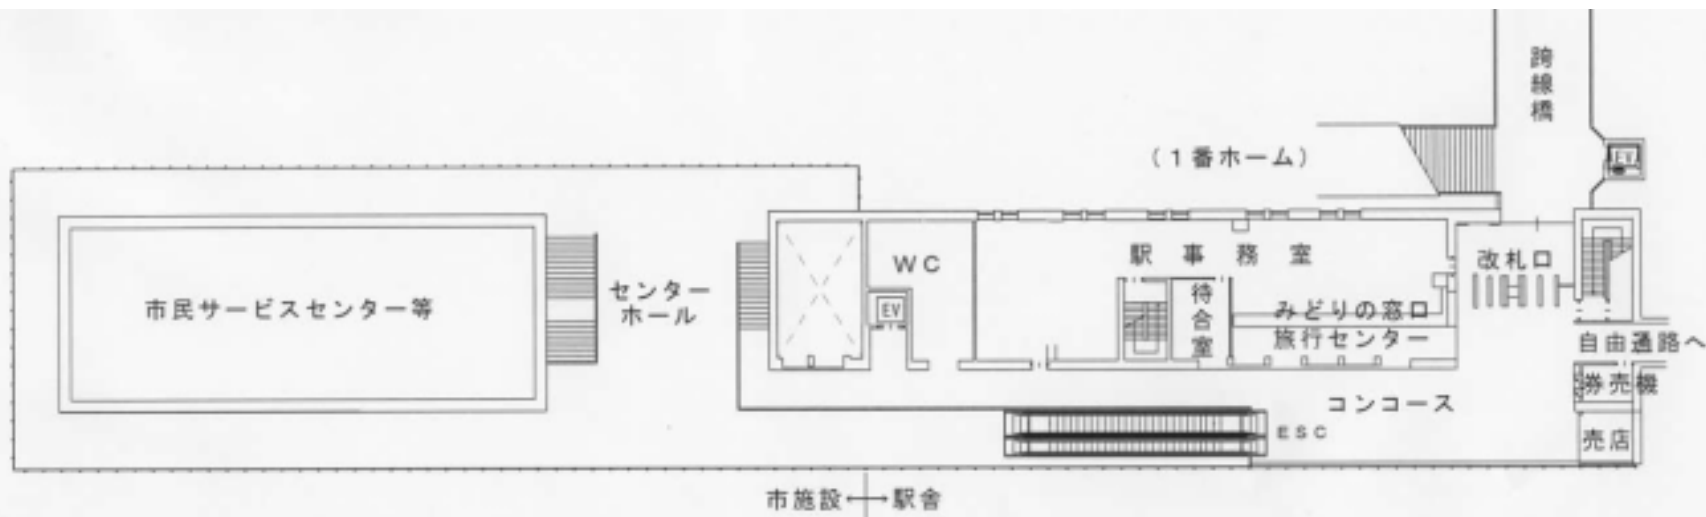 跨線橋
(1番ホーム)
EV
駅事務室
WC
改札口
市民サービスセンター等
センター
ホール
EV
待合室
みどりの窓口
旅行センター
自由通路へ
券売機
コンコース
ESC
売店
市施設←→駅舎